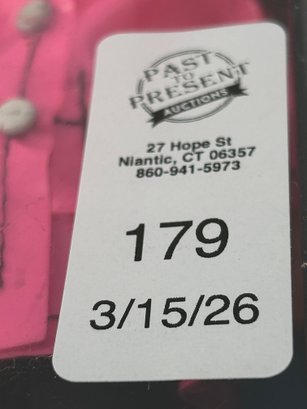 PAST
TO
PRESENT
AUCTIONS
27 Hope St
Niantic, CT 06357
860-941-5973
179
3/15/26